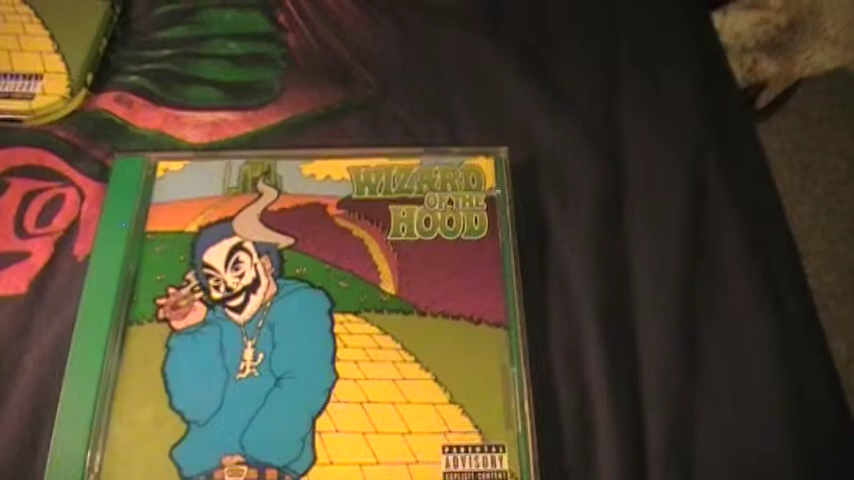 WIZARD
OF THE
HOOD
PARENTAL
ADVISORY
EXPLICIT CONTENT